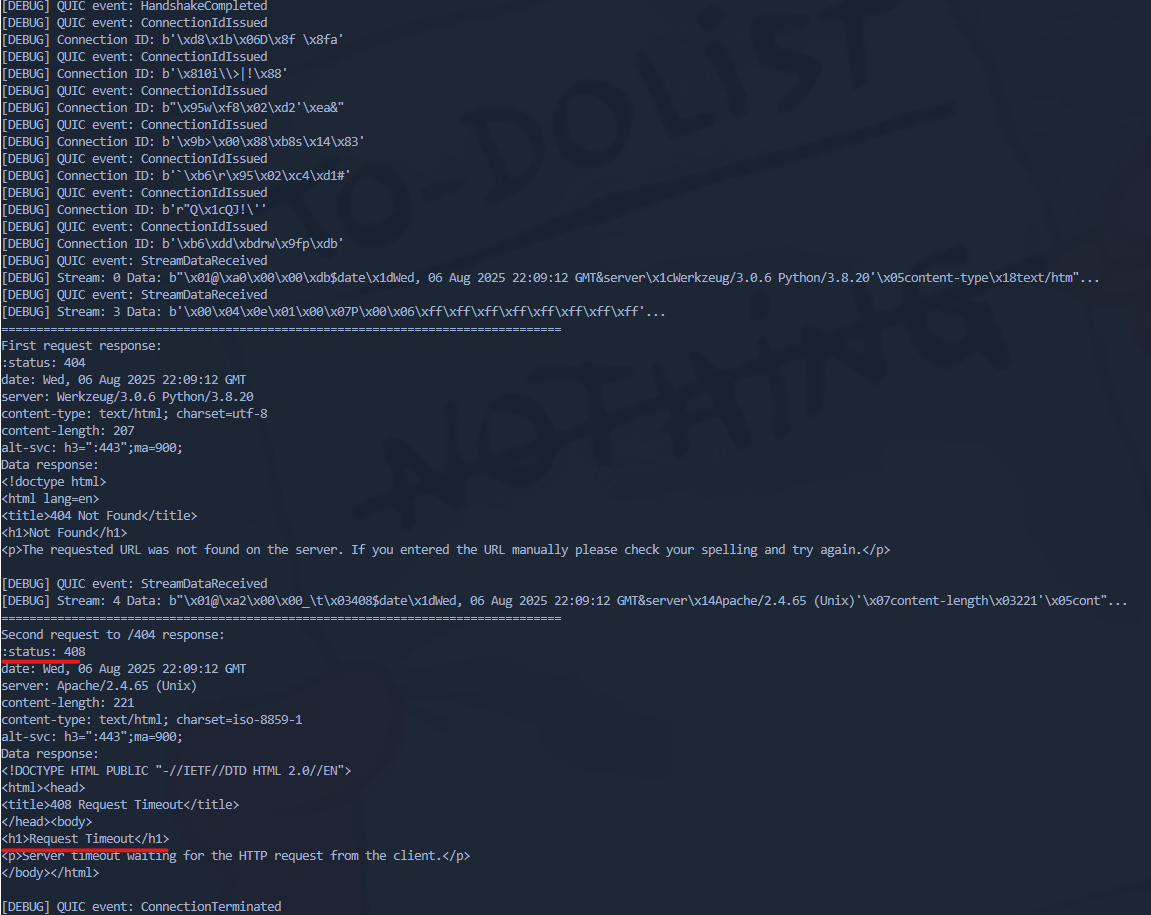 [DEBUG] QUIC event: HandshakeCompleted
[DEBUG] QUIC event: ConnectionIdIssued
[DEBUG] Connection ID: b'\xd8\x1b\x06D\x8f \x8fa'
[DEBUG] QUIC event: ConnectionIdIssued
[DEBUG] Connection ID: b'\x810i\\>|!\x88'
[DEBUG] QUIC event: ConnectionIdIssued
[DEBUG] Connection ID: b"\x95w\xf8\x02\xd2'\xea&"
[DEBUG] QUIC event: ConnectionIdIssued
[DEBUG] Connection ID: b'\x9b>\x00\x88\xb8s\x14\x83'
[DEBUG] QUIC event: ConnectionIdIssued
[DEBUG] Connection ID: b'`\xb6\r\x95\x02\xc4\xd1#'
[DEBUG] QUIC event: ConnectionIdIssued
[DEBUG] Connection ID: b'r"Q\x1cQJ!\''
[DEBUG] QUIC event: ConnectionIdIssued
[DEBUG] Connection ID: b'\xb6\xdd\xbdrw\x9fp\xdb'
[DEBUG] QUIC event: StreamDataReceived
[DEBUG] Stream: 0 Data: b"\x01@\xa0\x00\x00\xdb$date\x1dWed, 06 Aug 2025 22:09:12 GMT&server\x1cWerkzeug/3.0.6 Python/3.8.20'\x05content-type\x18text/htm"...
[DEBUG] QUIC event: StreamDataReceived
[DEBUG] Stream: 3 Data: b'\x00\x04\x0e\x01\x00\x07P\x00\x06\xff\xff\xff\xff\xff\xff\xff\xff'...
================================================================================
First request response:
:status: 404
date: Wed, 06 Aug 2025 22:09:12 GMT
server: Werkzeug/3.0.6 Python/3.8.20
content-type: text/html; charset=utf-8
content-length: 207
alt-svc: h3=":443";ma=900;
Data response:
<!doctype html>
<html lang=en>
<title>404 Not Found</title>
<h1>Not Found</h1>
<p>The requested URL was not found on the server. If you entered the URL manually please check your spelling and try again.</p>
[DEBUG] QUIC event: StreamDataReceived
[DEBUG] Stream: 4 Data: b"\x01@\xa2\x00\x00_\t\x03408$date\x1dWed, 06 Aug 2025 22:09:12 GMT&server\x14Apache/2.4.65 (Unix)'\x07content-length\x03221'\x05cont"...
================================================================================
Second request to /404 response:
:status: 408
date: Wed, 06 Aug 2025 22:09:12 GMT
server: Apache/2.4.65 (Unix)
content-length: 221
content-type: text/html; charset=iso-8859-1
alt-svc: h3=":443";ma=900;
Data response:
<!DOCTYPE HTML PUBLIC "-//IETF//DTD HTML 2.0//EN">
<html><head>
<title>408 Request Timeout</title>
</head><body>
<h1>Request Timeout</h1>
<p>Server timeout waiting for the HTTP request from the client.</p>
</body></html>
[DEBUG] QUIC event: ConnectionTerminated
TO-DO LIST
NOTHING